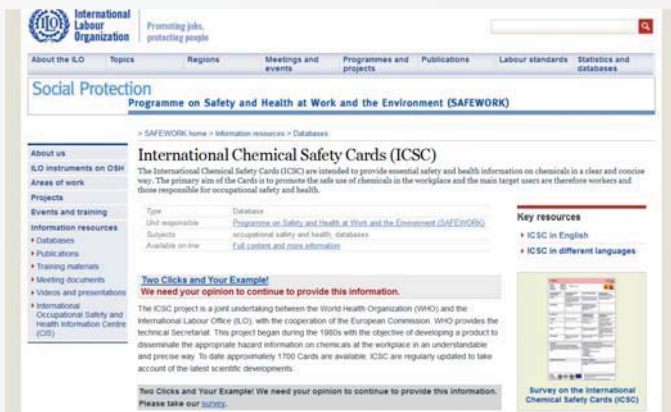 International
Labour
Organization
Promoting jobs,
protecting people
About the ILO
Topics
Regions
Meetings and events
Programmes and projects
Publications
Labour standards
Statistics and databases
Social Protection
Programme on Safety and Health at Work and the Environment (SAFEWORK)
> SAFEWORK home > Information resources > Databases
About us
ILO instruments on OSH
Areas of work
Projects
Events and training
Information resources
Databases
Publications
Training materials
Meeting documents
Videos and presentations
International
Occupational Safety and
Health Information Centre
(CIS)
International Chemical Safety Cards (ICSC)
The International Chemical Safety Cards (ICSC) are intended to provide essential safety and health information on chemicals in a clear and concise
way. The primary aim of the Cards is to promote the safe use of chemicals in the workplace and the main target users are therefore workers and
those responsible for occupational safety and health.
Type Database
Unit responsible Programme on Safety and Health at Work and the Environment (SAFEWORK)
Subjects occupational safety and health, databases
Available on-line Full content and more information
Two Clicks and Your Example!
We need your opinion to continue to provide this information.
The ICSC project is a joint undertaking between the World Health Organization (WHO) and the
International Labour Office (ILO), with the cooperation of the European Commission. WHO provides the
technical Secretariat. This project began during the 1980s with the objective of developing a product to
disseminate the appropriate hazard information on chemicals at the workplace in an understandable
and precise way. To date approximately 1700 Cards are available. ICSC are regularly updated to take
account of the latest scientific developments.
Two Clicks and Your Example! We need your opinion to continue to provide this information.
Please take our survey.
Key resources
ICSC in English
ICSC in different languages
Survey on the International
Chemical Safety Cards (ICSC)